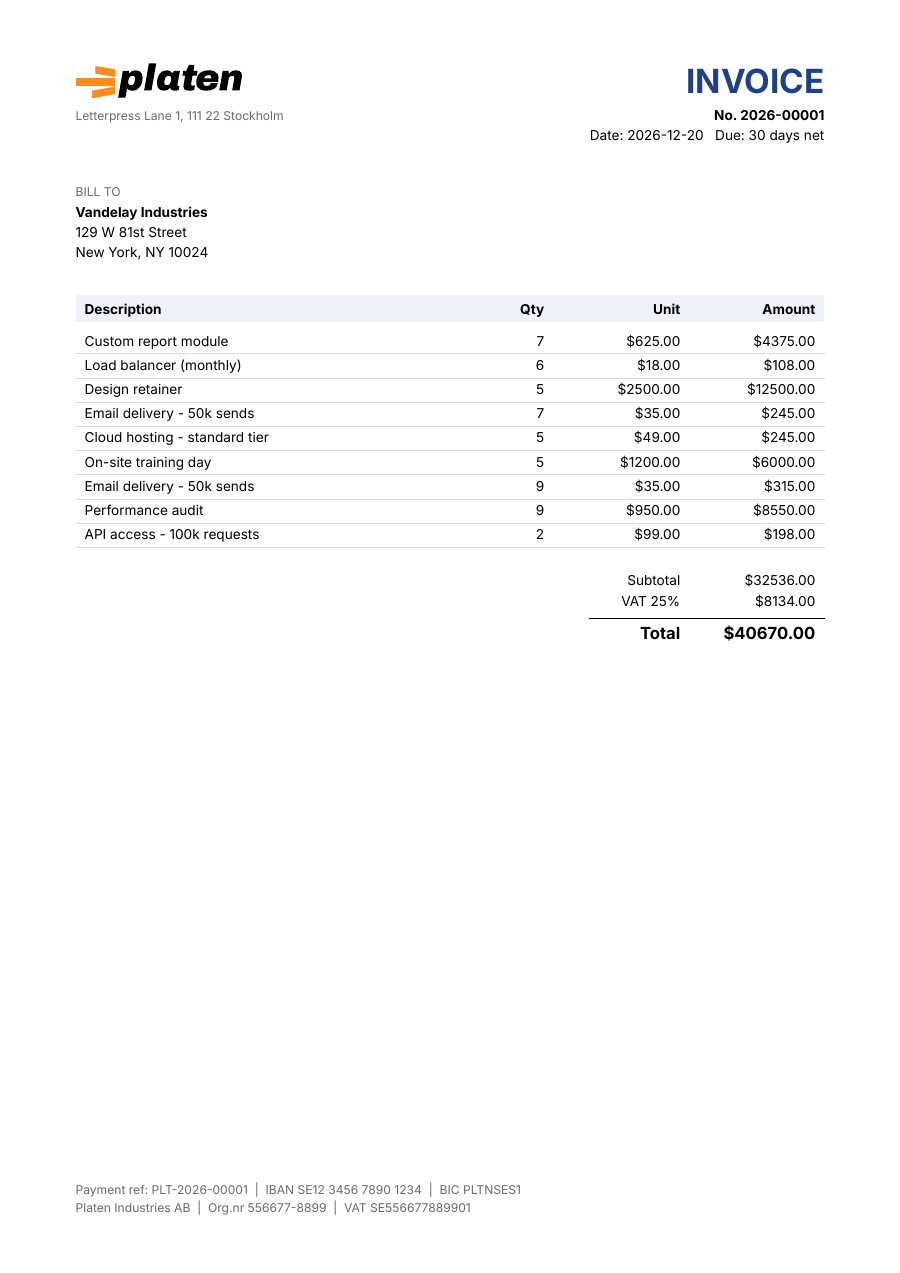 platen
Letterpress Lane 1, 111 22 Stockholm
INVOICE
No. 2026-00001
Date: 2026-12-20 Due: 30 days net
BILL TO
Vandelay Industries
129 W 81st Street
New York, NY 10024
Description Qty Unit Amount
Custom report module 7 $625.00 $4375.00
Load balancer (monthly) 6 $18.00 $108.00
Design retainer 5 $2500.00 $12500.00
Email delivery - 50k sends 7 $35.00 $245.00
Cloud hosting - standard tier 5 $49.00 $245.00
On-site training day 5 $1200.00 $6000.00
Email delivery - 50k sends 9 $35.00 $315.00
Performance audit 9 $950.00 $8550.00
API access - 100k requests 2 $99.00 $198.00
Subtotal $32536.00
VAT 25% $8134.00
Total $40670.00
Payment ref: PLT-2026-00001 | IBAN SE12 3456 7890 1234 | BIC PLTNSES1
Platen Industries AB | Org.nr 556677-8899 | VAT SE556677889901